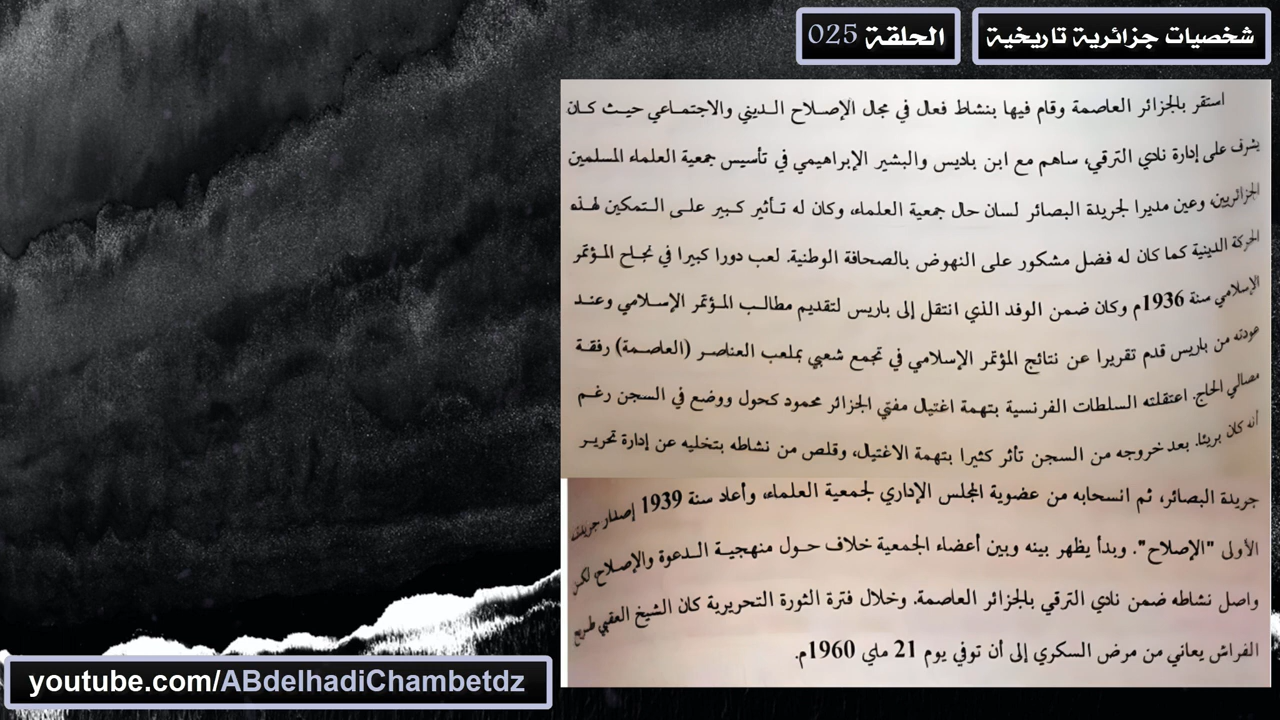 شخصيات جزائرية تاريخية
الحلقة 025
استقر بالجزائر العاصمة وقام فيها بنشاط فعال في مجال الإصلاح الديني والاجتماعي حيث كان
يشرف على إدارة نادي الترقي، ساهم مع ابن باديس والبشير الإبراهيمي في تأسيس جمعية العلماء المسلمين
الجزائريين، وعين مديرا لجريدة البصائر لسان حال جمعية العلماء، وكان له تأثير كبير على التمكين لهذه
الحركة الدينية كما كان له فضل مشكور على النهوض بالصحافة الوطنية. لعب دورا كبيرا في نجاح المؤتمر
الإسلامي سنة 1936م وكان ضمن الوفد الذي انتقل إلى باريس لتقديم مطالب المؤتمر الإسلامي وعند
عودته من باريس قدم تقريرا عن نتائج المؤتمر الإسلامي في تجمع شعبي بملعب العناصر (العاصمة) رفقة
مصالي الحاج. اعتقلته السلطات الفرنسية بتهمة اغتيال مفتي الجزائر محمود كحول ووضع في السجن رغم
أنه كان بريئا. بعد خروجه من السجن تأثر كثيرا بتهمة الاغتيال، وقلص من نشاطه بتخليه عن إدارة تحرير
جريدة البصائر، ثم انسحابه من عضوية المجلس الإداري لجمعية العلماء، وأعاد سنة 1939 إصدار جريدته
الأولى "الإصلاح". وبدأ يظهر بينه وبين أعضاء الجمعية خلاف حول منهجية الدعوة والإصلاح، لكن
واصل نشاطه ضمن نادي الترقي بالجزائر العاصمة. وخلال فترة الثورة التحريرية كان الشيخ العقبي طريح
الفراش يعاني من مرض السكري إلى أن توفي يوم 21 ماي 1960م.
youtube.com/ABdelhadiChambetdz